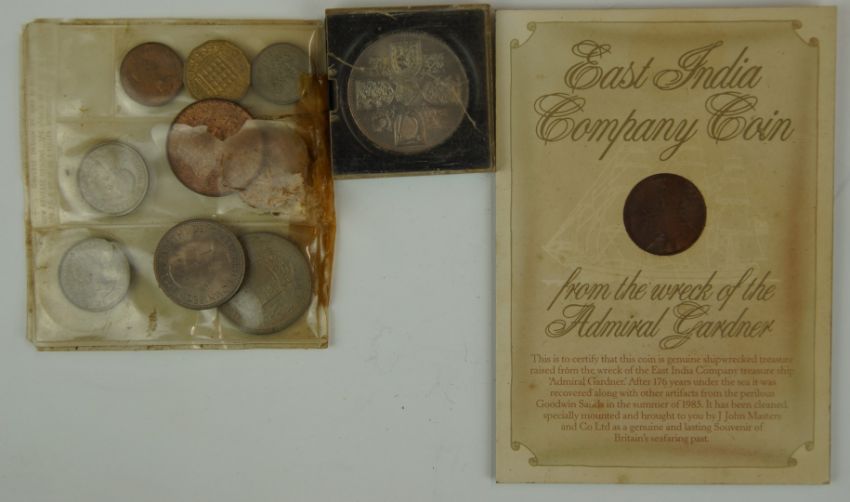 East India
Company Coin
from the wreck of the
Admiral Gardner
This is to certify that this coin is genuine shipwrecked treasure
raised from the wreck of the East India Company treasure ship
'Admiral Gardner.' After 176 years under the sea it was
recovered along with other artifacts from the perilous
Goodwin Sands in the summer of 1985. It has been cleaned,
specially mounted and brought to you by J John Masters
and Co Ltd as a genuine and lasting Souvenir of
Britain's seafaring past.